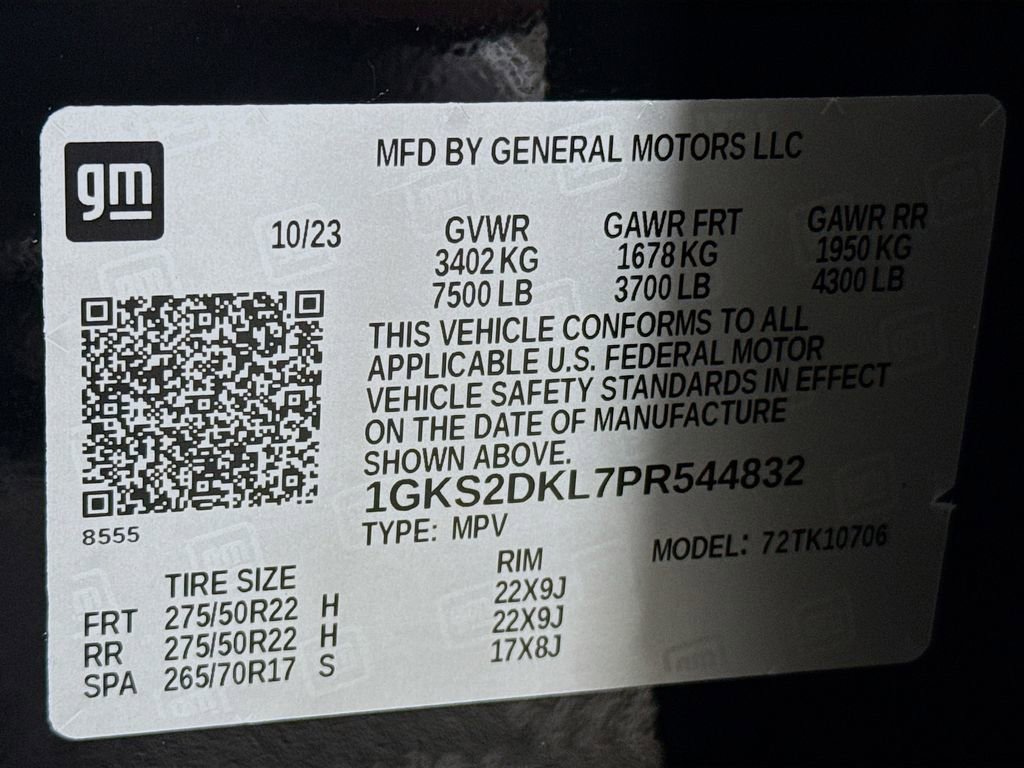 gm
MFD BY GENERAL MOTORS LLC
10/23 GVWR GAWR FRT GAWR RR
3402 KG 1678 KG 1950 KG
7500 LB 3700 LB 4300 LB
THIS VEHICLE CONFORMS TO ALL
APPLICABLE U.S. FEDERAL MOTOR
VEHICLE SAFETY STANDARDS IN EFFECT
ON THE DATE OF MANUFACTURE
SHOWN ABOVE.
1GKS2DKL7PR544832
8555
TYPE: MPV MODEL: 72TK10706
TIRE SIZE RIM
FRT 275/50R22 H 22X9J
RR 275/50R22 H 22X9J
SPA 265/70R17 S 17X8J